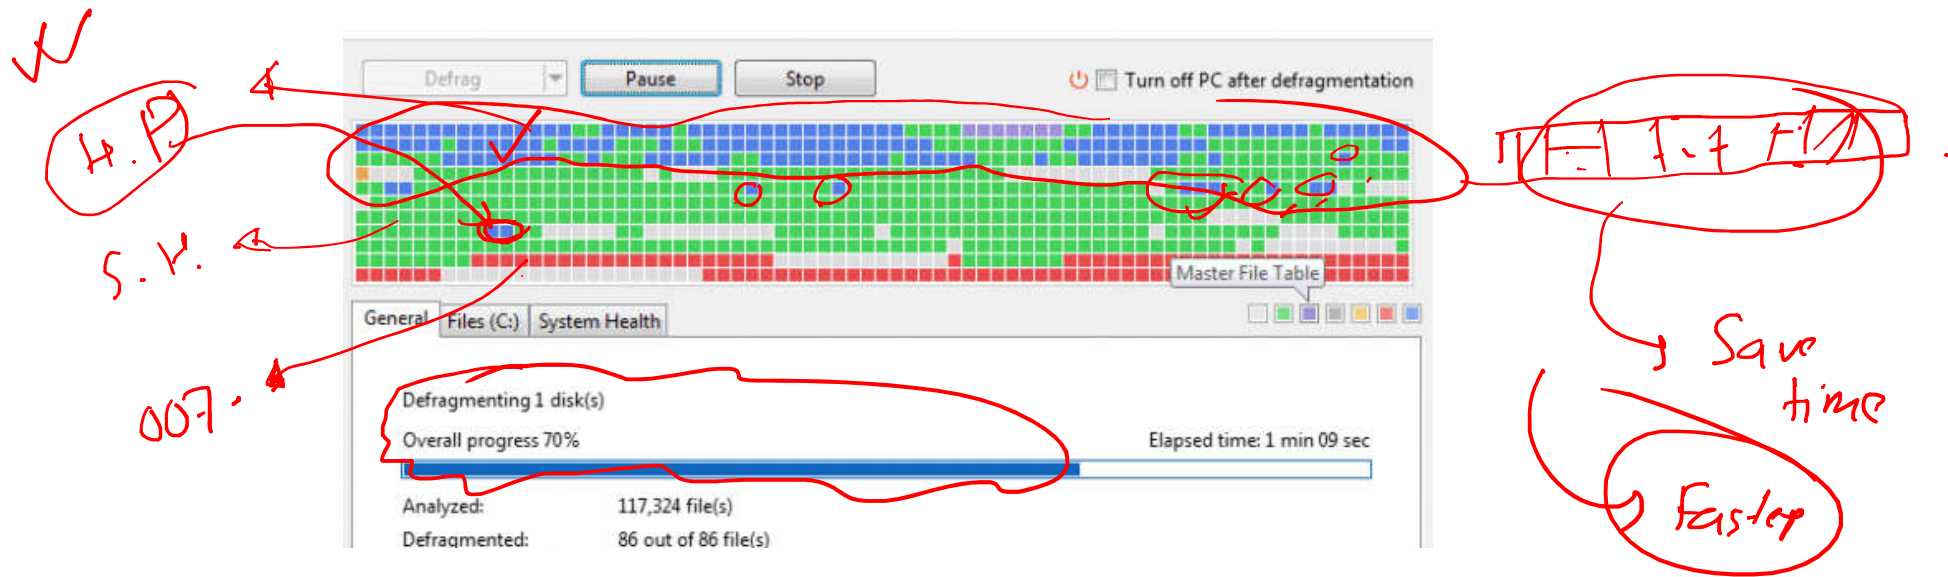 Defrag
Pause
Stop
Turn off PC after defragmentation
H.P
S.M.
Master File Table
General
Files (C:)
System Health
007.
Save
time
Defragmenting 1 disk(s)
Overall progress 70%
Elapsed time: 1 min 09 sec
Faster
Analyzed: 117,324 file(s)
Defragmented: 86 out of 86 file(s)